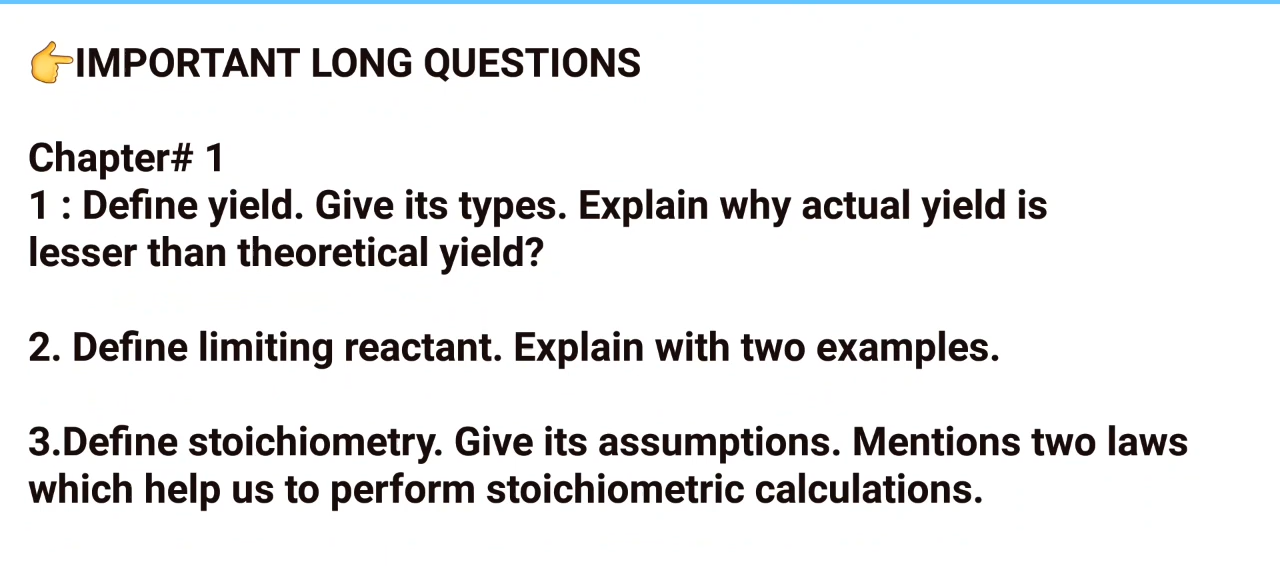 👉IMPORTANT LONG QUESTIONS
Chapter# 1
1 : Define yield. Give its types. Explain why actual yield is
lesser than theoretical yield?
2. Define limiting reactant. Explain with two examples.
3.Define stoichiometry. Give its assumptions. Mentions two laws
which help us to perform stoichiometric calculations.